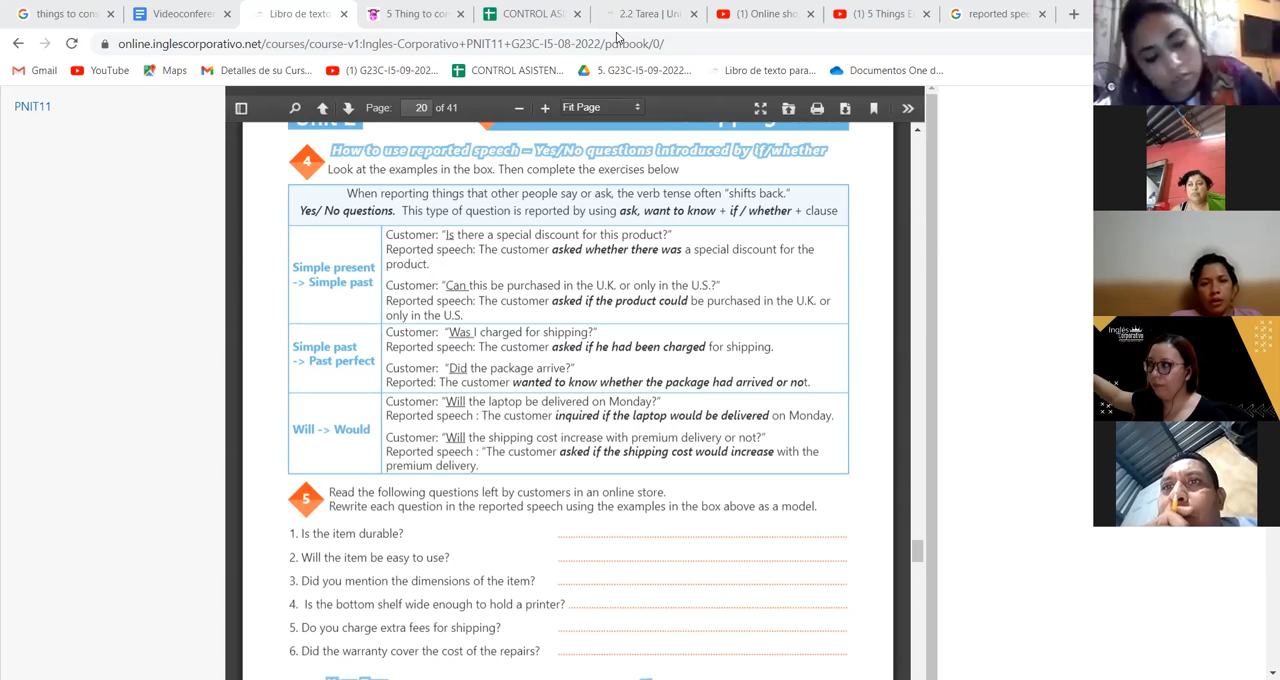 things to cons
Videoconferer
Libro de texto
5 Thing to cor
CONTROL ASI
2.2 Tarea | Uni
(1) Online sho
(1) 5 Things Es
reported spee
online.inglescorporativo.net/courses/course-v1:Ingles-Corporativo+PNIT11+G23C-I5-08-2022/pdfbook/0/
Gmail
YouTube
Maps
Detalles de su Curs...
(1) G23C-I5-09-202...
CONTROL ASISTEN...
5. G23C-I5-09-2022...
Libro de texto para...
Documentos One d...
PNIT11
Page: 20 of 41
Fit Page
4
How to use reported speech – Yes/No questions introduced by if/whether
Look at the examples in the box. Then complete the exercises below
When reporting things that other people say or ask, the verb tense often "shifts back."
Yes/ No questions. This type of question is reported by using ask, want to know + if / whether + clause
Simple present
-> Simple past
Customer: "Is there a special discount for this product?"
Reported speech: The customer asked whether there was a special discount for the
product.
Customer: "Can this be purchased in the U.K. or only in the U.S.?"
Reported speech: The customer asked if the product could be purchased in the U.K. or
only in the U.S.
Simple past
-> Past perfect
Customer: "Was I charged for shipping?"
Reported speech: The customer asked if he had been charged for shipping.
Customer: "Did the package arrive?"
Reported: The customer wanted to know whether the package had arrived or not.
Will -> Would
Customer: "Will the laptop be delivered on Monday?"
Reported speech : The customer inquired if the laptop would be delivered on Monday.
Customer: "Will the shipping cost increase with premium delivery or not?"
Reported speech : "The customer asked if the shipping cost would increase with the
premium delivery.
5
Read the following questions left by customers in an online store.
Rewrite each question in the reported speech using the examples in the box above as a model.
1. Is the item durable?
2. Will the item be easy to use?
3. Did you mention the dimensions of the item?
4. Is the bottom shelf wide enough to hold a printer?
5. Do you charge extra fees for shipping?
6. Did the warranty cover the cost of the repairs?
Inglés
Corporativo